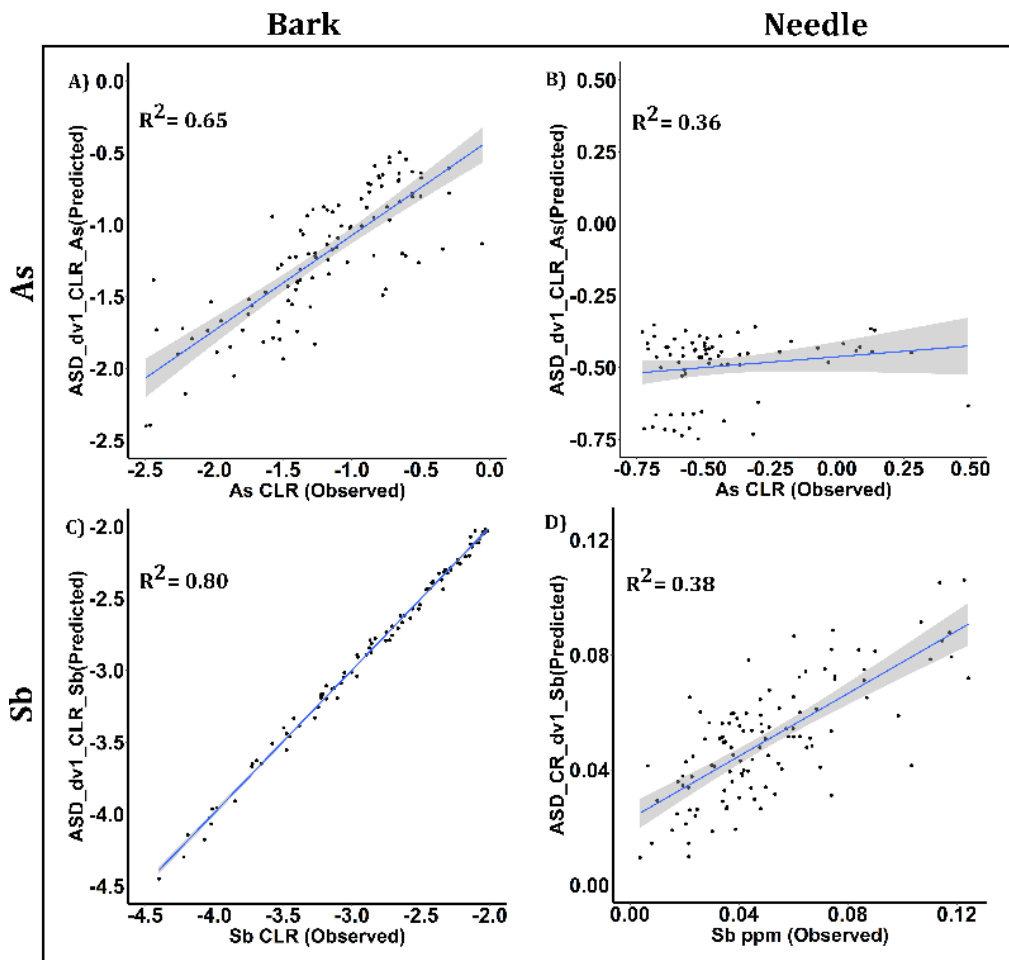 Bark
Needle
As
Sb
A)
R²= 0.65
ASD_dv1_CLR_As(Predicted)
0.0
-0.5
-1.0
-1.5
-2.0
-2.5
-2.5 -2.0 -1.5 -1.0 -0.5 0.0
As CLR (Observed)
B)
R²= 0.36
ASD_dv1_CLR_As(Predicted)
0.50
0.25
0.00
-0.25
-0.50
-0.75
-0.75 -0.50 -0.25 0.00 0.25 0.50
As CLR (Observed)
C)
R²= 0.80
ASD_dv1_CLR_Sb(Predicted)
-2.0
-2.5
-3.0
-3.5
-4.0
-4.5
-4.5 -4.0 -3.5 -3.0 -2.5 -2.0
Sb CLR (Observed)
D)
R²= 0.38
ASD_CR_dv1_Sb(Predicted)
0.12
0.08
0.04
0.00
0.00 0.04 0.08 0.12
Sb ppm (Observed)